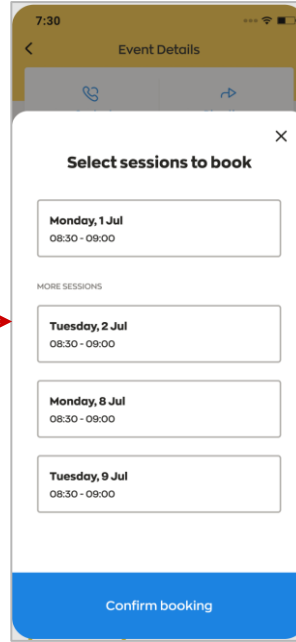 7:30
Event Details
Select sessions to book
Monday, 1 Jul
08:30 - 09:00
MORE SESSIONS
Tuesday, 2 Jul
08:30 - 09:00
Monday, 8 Jul
08:30 - 09:00
Tuesday, 9 Jul
08:30 - 09:00
Confirm booking